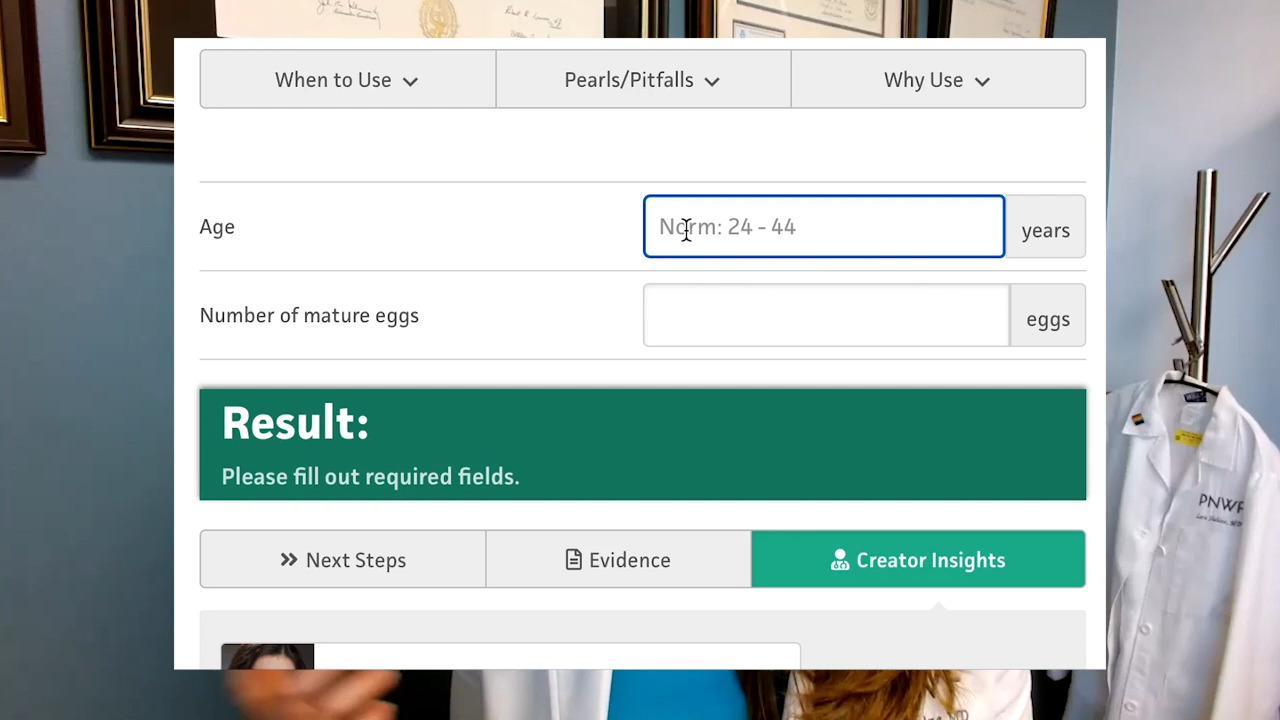 When to Use
Pearls/Pitfalls
Why Use
Age
Norm: 24 - 44
years
Number of mature eggs
eggs
Result:
Please fill out required fields.
Next Steps
Evidence
Creator Insights